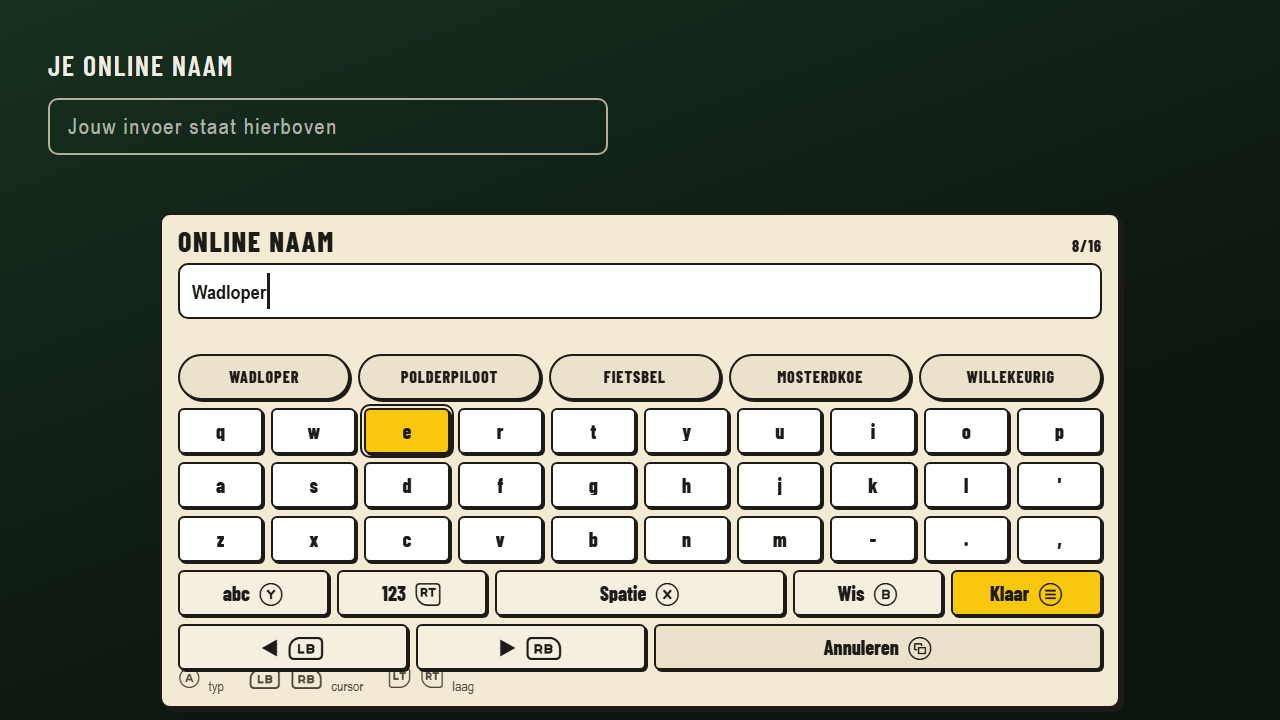 JE ONLINE NAAM
Jouw invoer staat hierboven
ONLINE NAAM 8/16
Wadloper
WADLOPER POLDERPILOOT FIETSBEL MOSTERDKOE WILLEKEURIG
q w e r t y u i o p
a s d f g h j k l '
z x c v b n m - . ,
abc Y 123 RT Spatie X Wis B Klaar
LB RB Annuleren
A typ LB RB cursor LT RT laag